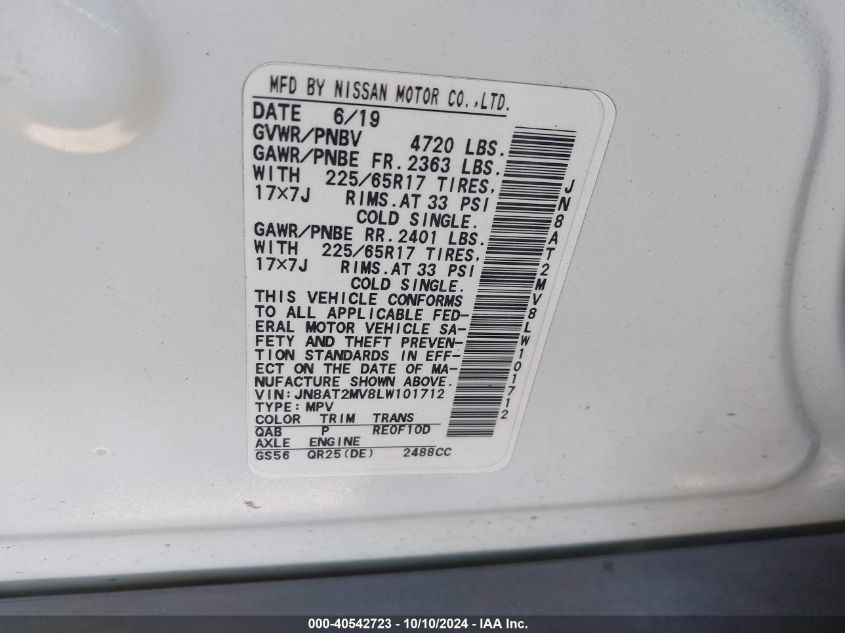 MFD BY NISSAN MOTOR CO.,LTD.
DATE 6/19
GVWR/PNBV 4720 LBS.
GAWR/PNBE FR. 2363 LBS.
WITH 225/65R17 TIRES,
17×7J RIMS. AT 33 PSI
COLD SINGLE.
GAWR/PNBE RR. 2401 LBS.
WITH 225/65R17 TIRES,
17×7J RIMS. AT 33 PSI
COLD SINGLE.
THIS VEHICLE CONFORMS
TO ALL APPLICABLE FED-
ERAL MOTOR VEHICLE SA-
FETY AND THEFT PREVEN-
TION STANDARDS IN EFF-
ECT ON THE DATE OF MA-
NUFACTURE SHOWN ABOVE.
VIN: JN8AT2MV8LW101712
TYPE: MPV
COLOR TRIM TRANS
QAB P RE0F10D
AXLE ENGINE
GS56 QR25(DE) 2488CC
JN8AT2MV8LW101712
000-40542723 - 10/10/2024 - IAA Inc.